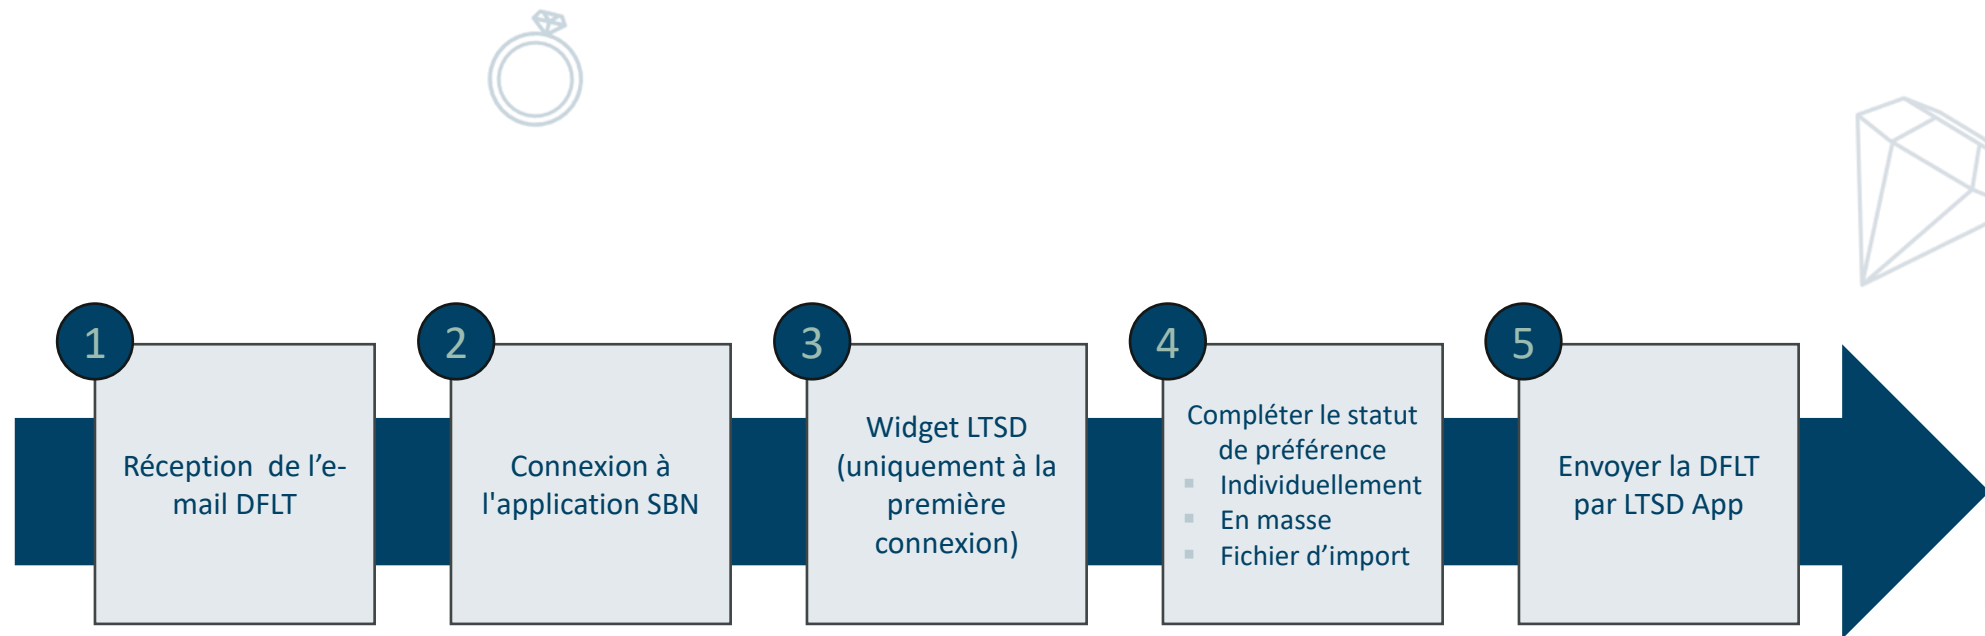 1
Réception de l’e-
mail DFLT
2
Connexion à
l'application SBN
3
Widget LTSD
(uniquement à la
première
connexion)
4
Compléter le statut
de préférence
▪ Individuellement
▪ En masse
▪ Fichier d’import
5
Envoyer la DFLT
par LTSD App